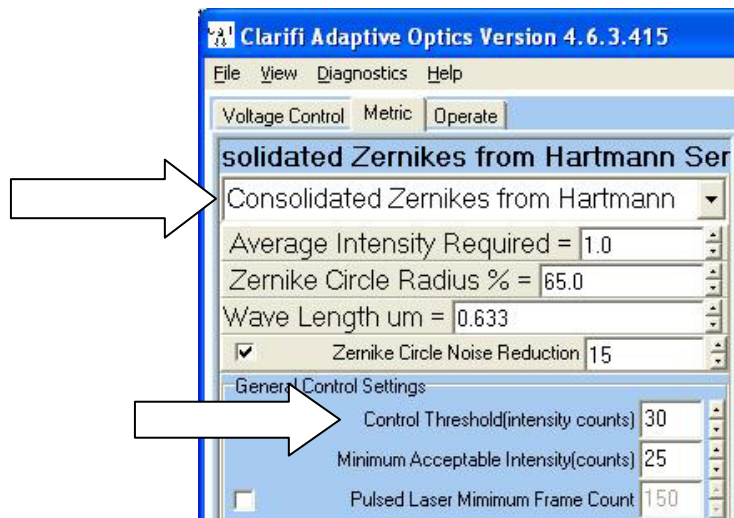 Clarifi Adaptive Optics Version 4.6.3.415
File View Diagnostics Help
Voltage Control Metric Operate
solidated Zernikes from Hartmann Ser
Consolidated Zernikes from Hartmann
Average Intensity Required = 1.0
Zernike Circle Radius % = 65.0
Wave Length um = 0.633
Zernike Circle Noise Reduction 15
General Control Settings
Control Threshold(intensity counts) 30
Minimum Acceptable Intensity(counts) 25
Pulsed Laser Mimimum Frame Count 150